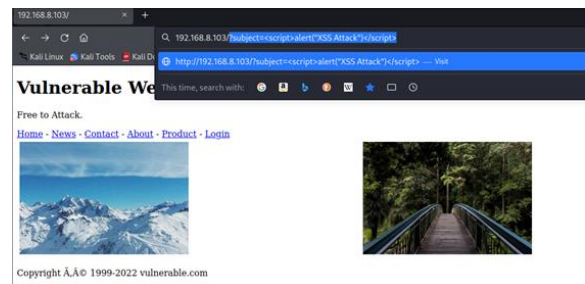 192.168.8.103/
192.168.8.103/?subject=<script>alert("XSS Attack")</script>
Kali Linux Kali Tools Kali D
http://192.168.8.103/?subject=<script>alert("XSS Attack")</script> — Visit
This time, search with:
Vulnerable We
Free to Attack.
Home - News - Contact - About - Product - Login
Copyright Ã‚Â© 1999-2022 vulnerable.com